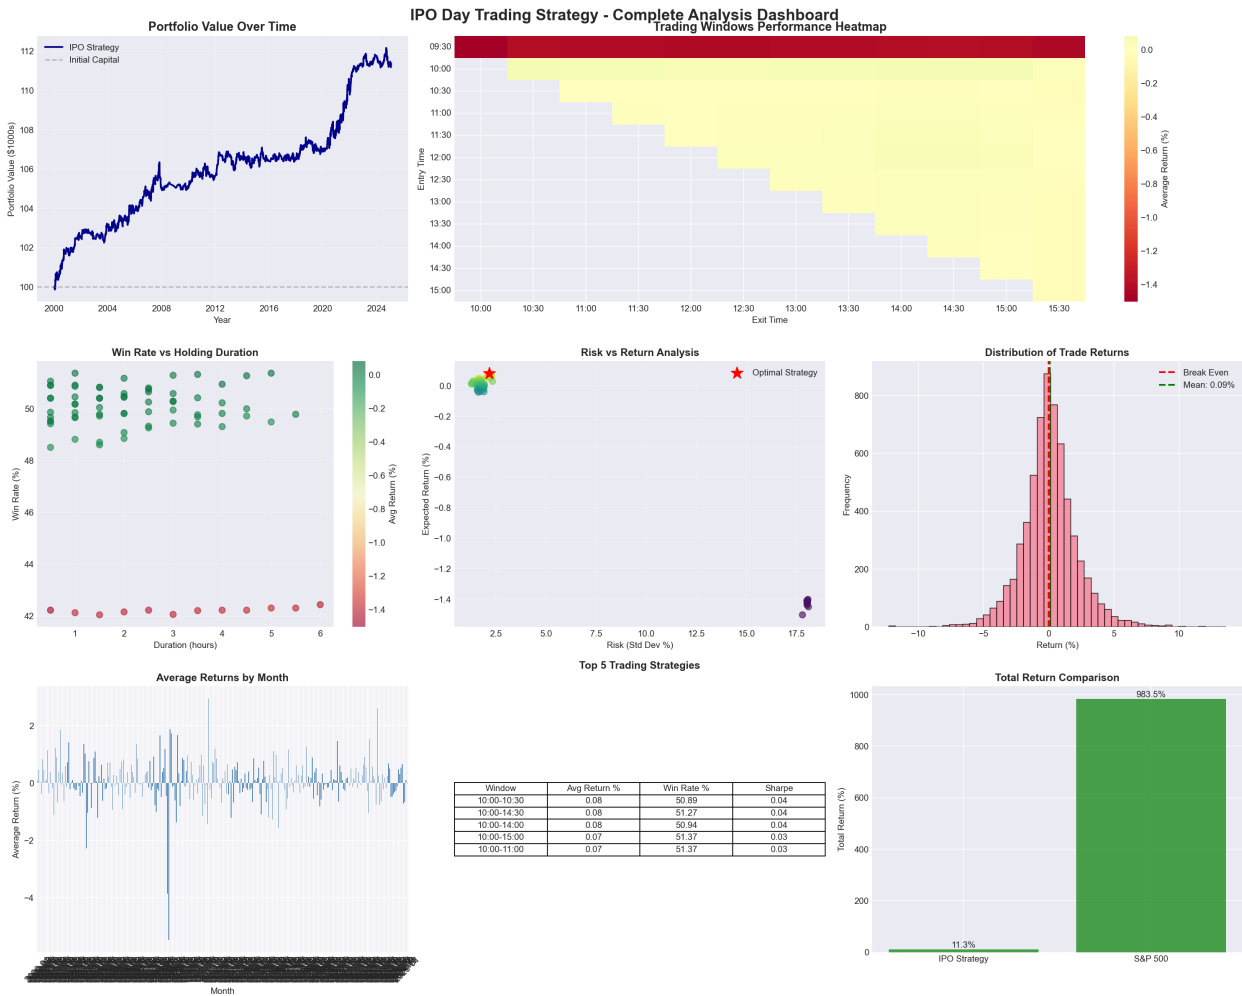 IPO Day Trading Strategy - Complete Analysis Dashboard
Portfolio Value Over Time
112
110
108
106
104
102
100
Portfolio Value ($1000s)
IPO Strategy
Initial Capital
2000 2004 2008 2012 2016 2020 2024
Year
Trading Windows Performance Heatmap
09:30
10:00
10:30
11:00
11:30
12:00
12:30
13:00
13:30
14:00
14:30
15:00
Entry Time
10:00 10:30 11:00 11:30 12:00 12:30 13:00 13:30 14:00 14:30 15:00 15:30
Exit Time
0.0
−0.2
−0.4
−0.6
−0.8
−1.0
−1.2
−1.4
Average Return (%)
Win Rate vs Holding Duration
50
48
46
44
42
Win Rate (%)
1 2 3 4 5 6
Duration (hours)
0.0
−0.2
−0.4
−0.6
−0.8
−1.0
−1.2
−1.4
Avg Return (%)
Risk vs Return Analysis
Optimal Strategy
0.0
−0.2
−0.4
−0.6
−0.8
−1.0
−1.2
−1.4
Expected Return (%)
2.5 5.0 7.5 10.0 12.5 15.0 17.5
Risk (Std Dev %)
Distribution of Trade Returns
Break Even
Mean: 0.09%
800
600
400
200
0
Frequency
−10 −5 0 5 10
Return (%)
Average Returns by Month
2
0
−2
−4
Average Return (%)
Month
Top 5 Trading Strategies
Window Avg Return % Win Rate % Sharpe
10:00-10:30 0.08 50.89 0.04
10:00-14:30 0.08 51.27 0.04
10:00-14:00 0.08 50.94 0.04
10:00-15:00 0.07 51.37 0.03
10:00-11:00 0.07 51.37 0.03
Total Return Comparison
1000
800
600
400
200
0
Total Return (%)
11.3%
983.5%
IPO Strategy S&P 500